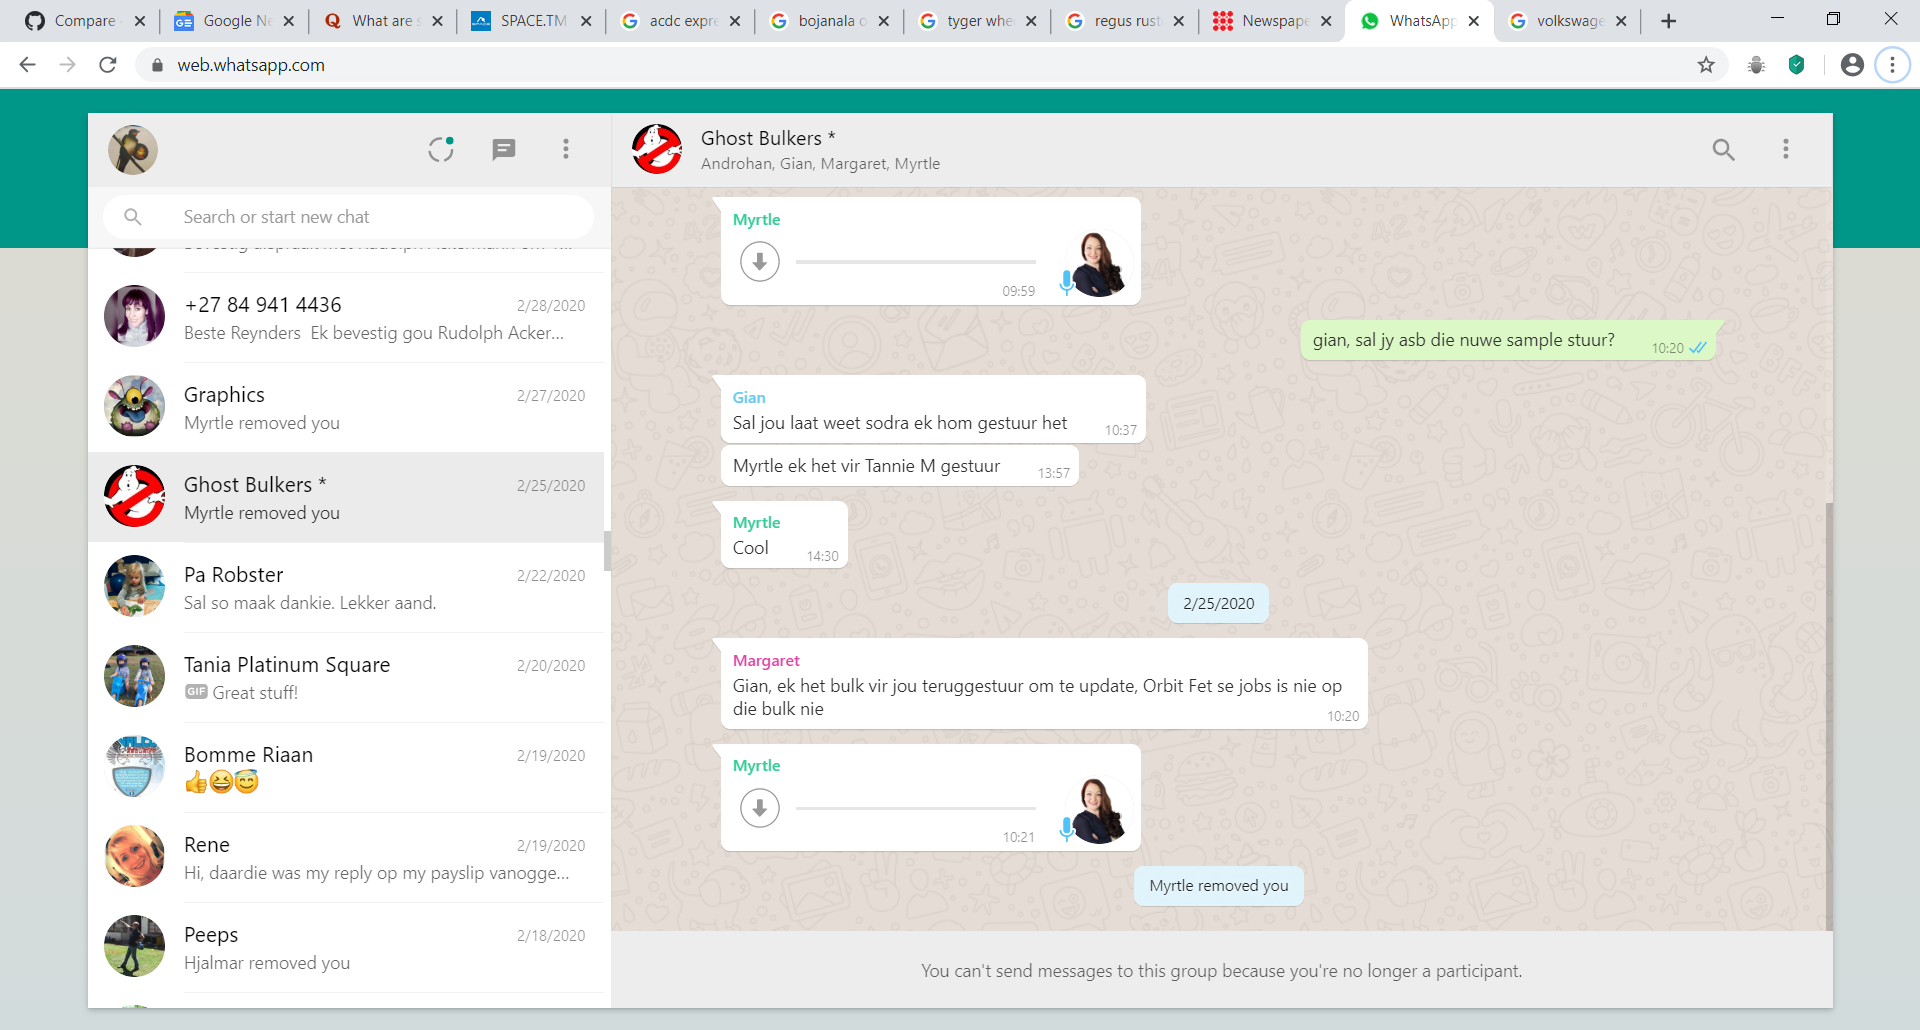 Compare
Google Ne
What are s
SPACE.TM
acdc expre
bojanala o
tyger whee
regus rust
Newspape
WhatsApp
volkswage
web.whatsapp.com
Search or start new chat
+27 84 941 4436
2/28/2020
Beste Reynders Ek bevestig gou Rudolph Acker...
Graphics
2/27/2020
Myrtle removed you
Ghost Bulkers *
2/25/2020
Myrtle removed you
Pa Robster
2/22/2020
Sal so maak dankie. Lekker aand.
Tania Platinum Square
2/20/2020
GIF Great stuff!
Bomme Riaan
2/19/2020
👍😆😇
Rene
2/19/2020
Hi, daardie was my reply op my payslip vanogge...
Peeps
2/18/2020
Hjalmar removed you
Ghost Bulkers *
Androhan, Gian, Margaret, Myrtle
Myrtle
09:59
gian, sal jy asb die nuwe sample stuur?
10:20
Gian
Sal jou laat weet sodra ek hom gestuur het
10:37
Myrtle ek het vir Tannie M gestuur
13:57
Myrtle
Cool
14:30
2/25/2020
Margaret
Gian, ek het bulk vir jou teruggestuur om te update, Orbit Fet se jobs is nie op
die bulk nie
10:20
Myrtle
10:21
Myrtle removed you
You can't send messages to this group because you're no longer a participant.